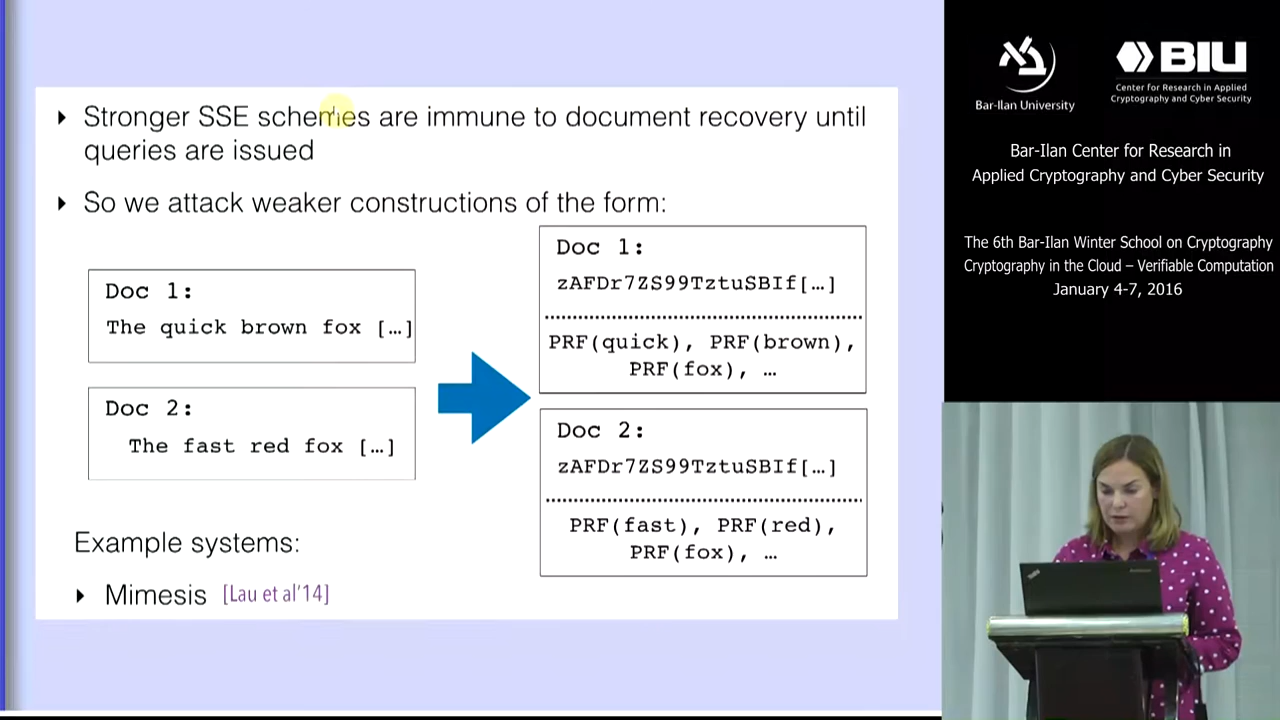 ▸ Stronger SSE schemes are immune to document recovery until
queries are issued
▸ So we attack weaker constructions of the form:
Doc 1:
The quick brown fox […]
Doc 2:
The fast red fox […]
Doc 1:
zAFDr7ZS99TztuSBIf[…]
PRF(quick), PRF(brown),
PRF(fox), …
Doc 2:
zAFDr7ZS99TztuSBIf[…]
PRF(fast), PRF(red),
PRF(fox), …
Example systems:
▸ Mimesis [Lau et al'14]
Bar-Ilan University
BIU
Center for Research in Applied
Cryptography and Cyber Security
Bar-Ilan Center for Research in
Applied Cryptography and Cyber Security
The 6th Bar-Ilan Winter School on Cryptography
Cryptography in the Cloud – Verifiable Computation
January 4-7, 2016